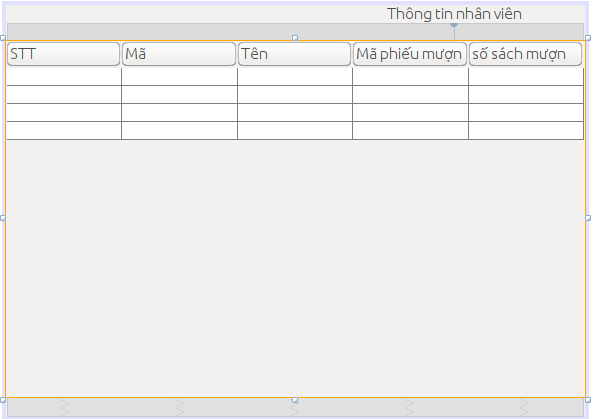 Thông tin nhân viên
STT Mã Tên Mã phiếu mượn số sách mượn